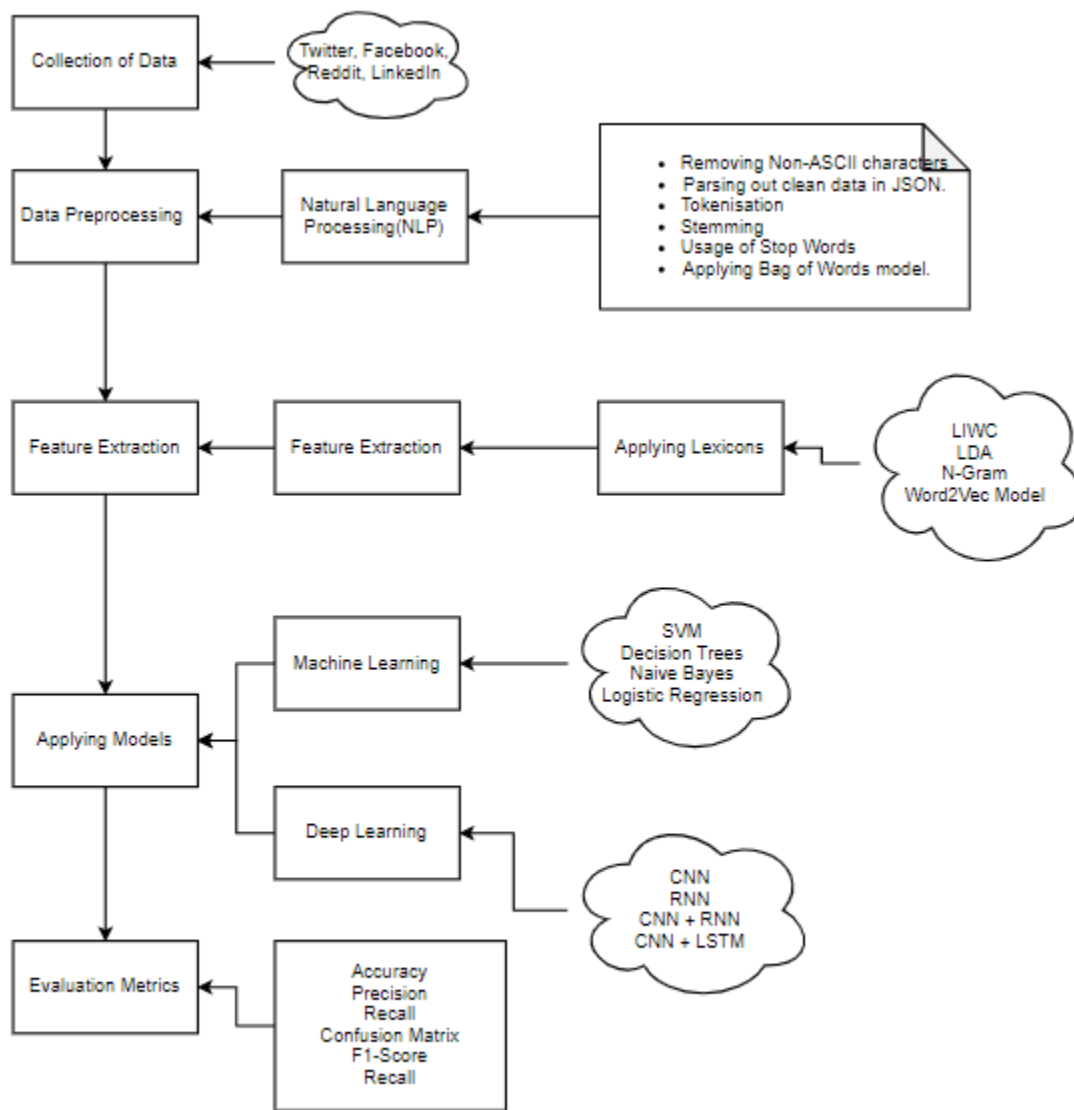 Collection of Data
Twitter, Facebook,
Reddit, LinkedIn
Data Preprocessing
Natural Language
Processing(NLP)
• Removing Non-ASCII characters
• Parsing out clean data in JSON.
• Tokenisation
• Stemming
• Usage of Stop Words
• Applying Bag of Words model.
Feature Extraction
Feature Extraction
Applying Lexicons
LIWC
LDA
N-Gram
Word2Vec Model
Machine Learning
SVM
Decision Trees
Naive Bayes
Logistic Regression
Applying Models
Deep Learning
CNN
RNN
CNN + RNN
CNN + LSTM
Evaluation Metrics
Accuracy
Precision
Recall
Confusion Matrix
F1-Score
Recall